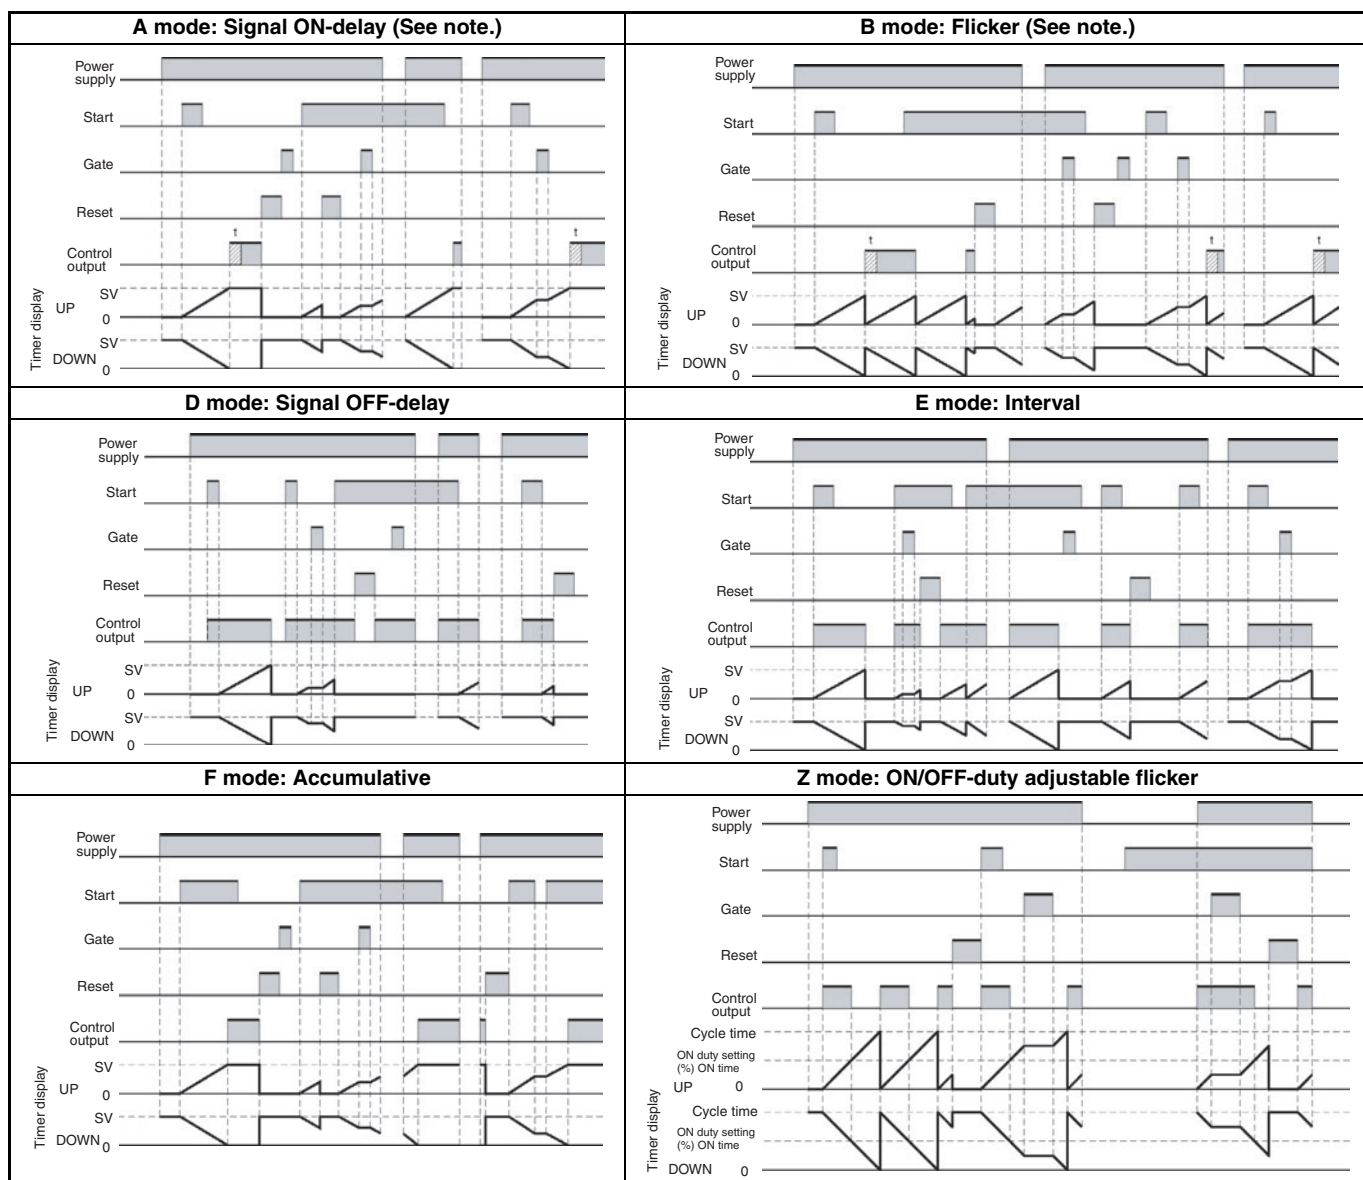 A mode: Signal ON-delay (See note.)
Power
supply
Start
Gate
Reset
t
t
Control
output
Timer display
SV
UP
0
SV
DOWN
0
B mode: Flicker (See note.)
Power
supply
Start
Gate
Reset
t
t
t
Control
output
Timer display
SV
UP
0
SV
DOWN
0
D mode: Signal OFF-delay
Power
supply
Start
Gate
Reset
Control
output
Timer display
SV
UP
0
SV
DOWN
0
E mode: Interval
Power
supply
Start
Gate
Reset
Control
output
Timer display
SV
UP
0
SV
DOWN
0
F mode: Accumulative
Power
supply
Start
Gate
Reset
Control
output
Timer display
SV
UP
0
SV
DOWN
0
Z mode: ON/OFF-duty adjustable flicker
Power
supply
Start
Gate
Reset
Control
output
Timer display
Cycle time
ON duty setting
(%) ON time
UP
0
Cycle time
ON duty setting
(%) ON time
DOWN
0